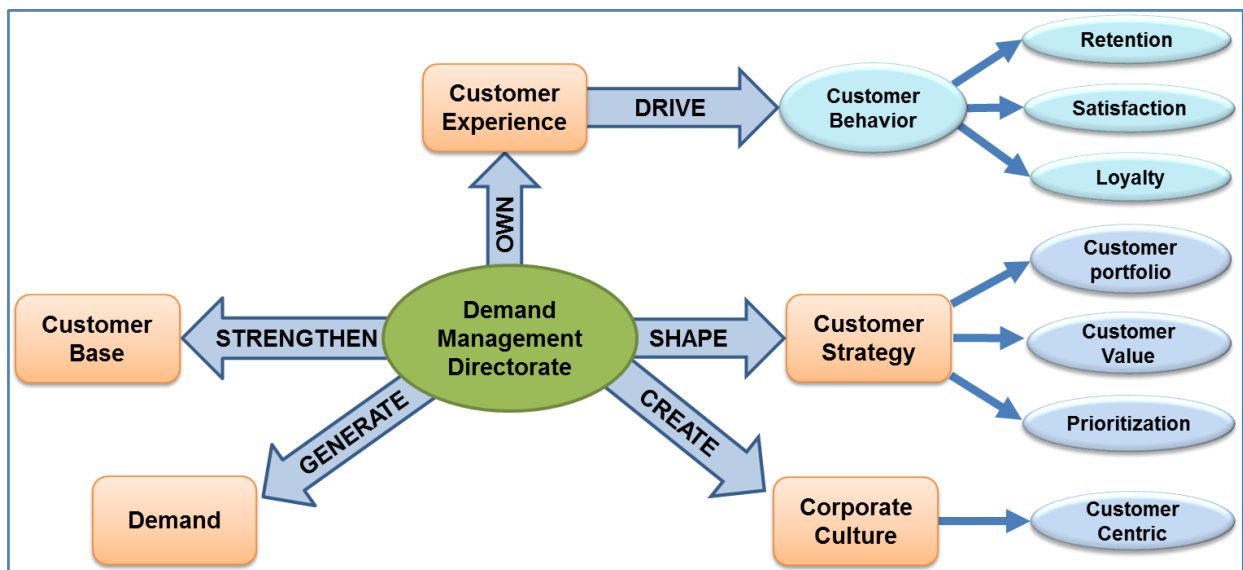 Retention
Customer
Experience
DRIVE
Customer
Behavior
Satisfaction
Loyalty
OWN
Customer
portfolio
Customer
Base
STRENGTHEN
Demand
Management
Directorate
SHAPE
Customer
Strategy
Customer
Value
GENERATE
CREATE
Prioritization
Demand
Corporate
Culture
Customer
Centric